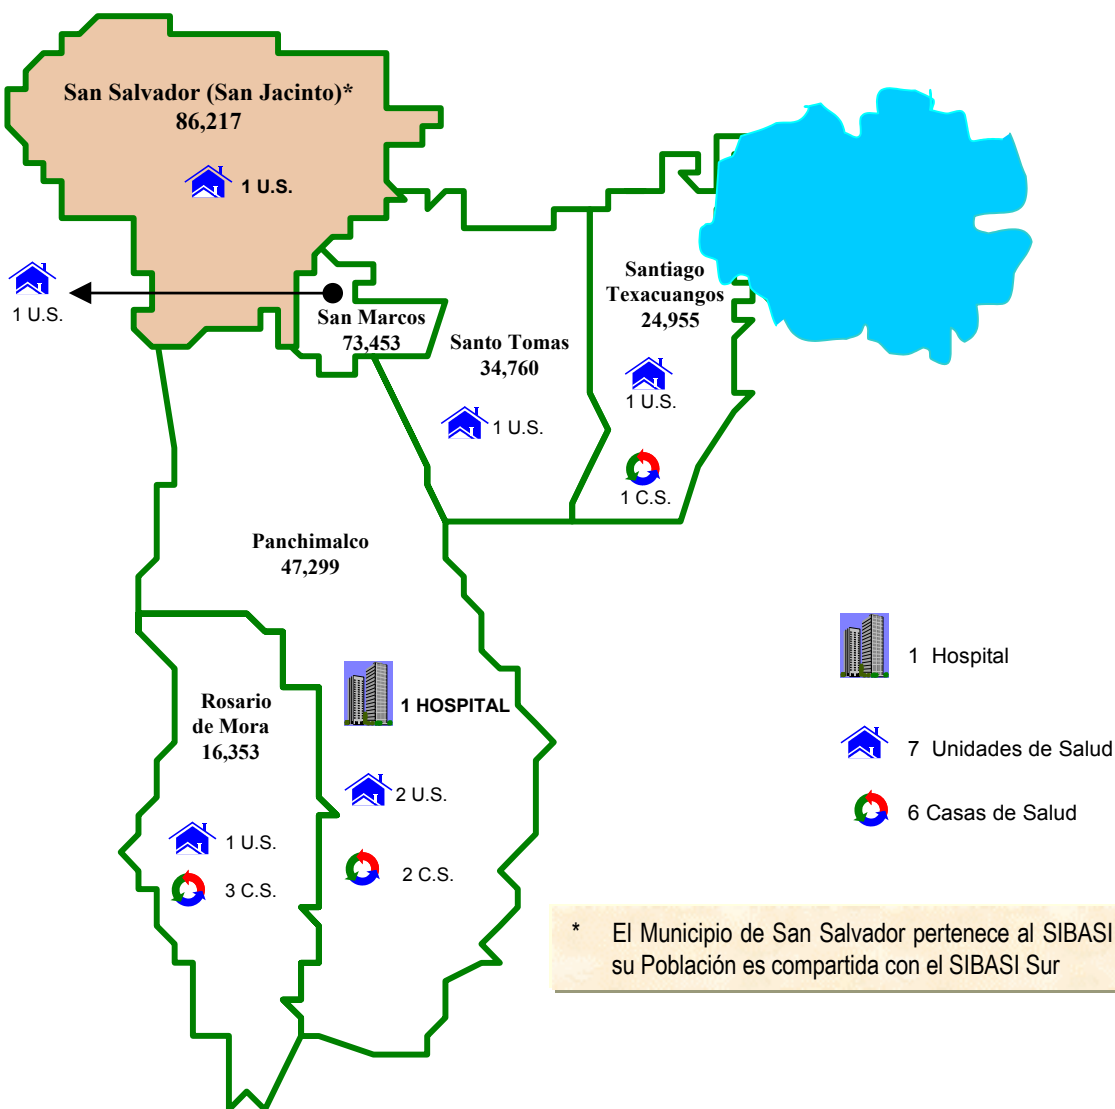 San Salvador (San Jacinto)*
86,217
1 U.S.
1 U.S.
San Marcos
73,453
Santo Tomas
34,760
1 U.S.
Santiago
Texacuangos
24,955
1 U.S.
1 C.S.
Panchimalco
47,299
1 HOSPITAL
2 U.S.
2 C.S.
Rosario
de Mora
16,353
1 U.S.
3 C.S.
1 Hospital
7 Unidades de Salud
6 Casas de Salud
* El Municipio de San Salvador pertenece al SIBASI
su Población es compartida con el SIBASI Sur